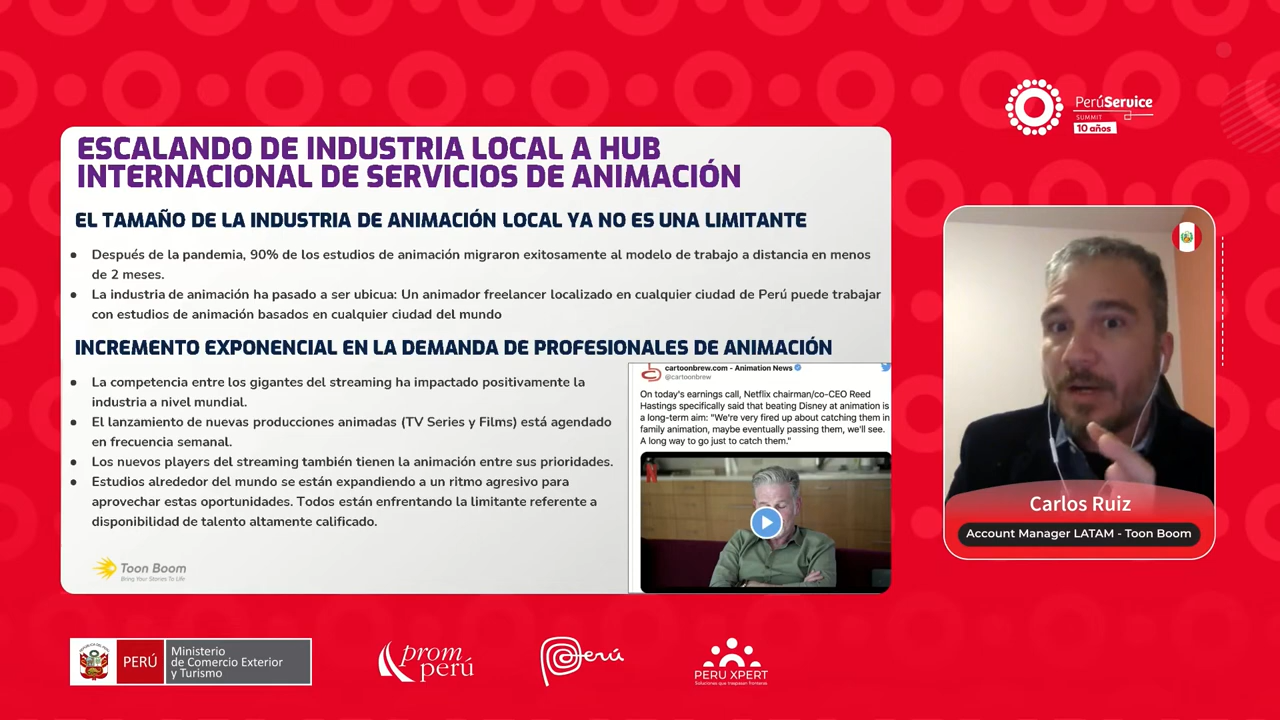 ESCALANDO DE INDUSTRIA LOCAL A HUB
INTERNACIONAL DE SERVICIOS DE ANIMACIÓN
EL TAMAÑO DE LA INDUSTRIA DE ANIMACIÓN LOCAL YA NO ES UNA LIMITANTE
● Después de la pandemia, 90% de los estudios de animación migraron exitosamente al modelo de trabajo a distancia en menos
de 2 meses.
● La industria de animación ha pasado a ser ubicua: Un animador freelancer localizado en cualquier ciudad de Perú puede trabajar
con estudios de animación basados en cualquier ciudad del mundo
INCREMENTO EXPONENCIAL EN LA DEMANDA DE PROFESIONALES DE ANIMACIÓN
● La competencia entre los gigantes del streaming ha impactado positivamente la
industria a nivel mundial.
● El lanzamiento de nuevas producciones animadas (TV Series y Films) está agendado
en frecuencia semanal.
● Los nuevos players del streaming también tienen la animación entre sus prioridades.
● Estudios alrededor del mundo se están expandiendo a un ritmo agresivo para
aprovechar estas oportunidades. Todos están enfrentando la limitante referente a
disponibilidad de talento altamente calificado.
cartoonbrew.com - Animation News
@cartoonbrew
On today's earnings call, Netflix chairman/co-CEO Reed
Hastings specifically said that beating Disney at animation is
a long-term aim: "We're very fired up about catching them in
family animation, maybe eventually passing them, we'll see.
A long way to go just to catch them."
Toon Boom
Bring Your Stories To Life
PerúService
SUMMIT
10 años
Carlos Ruiz
Account Manager LATAM - Toon Boom
PERÚ
Ministerio
de Comercio Exterior
y Turismo
prom
perú
Perú
PERU XPERT
Soluciones que traspasan fronteras